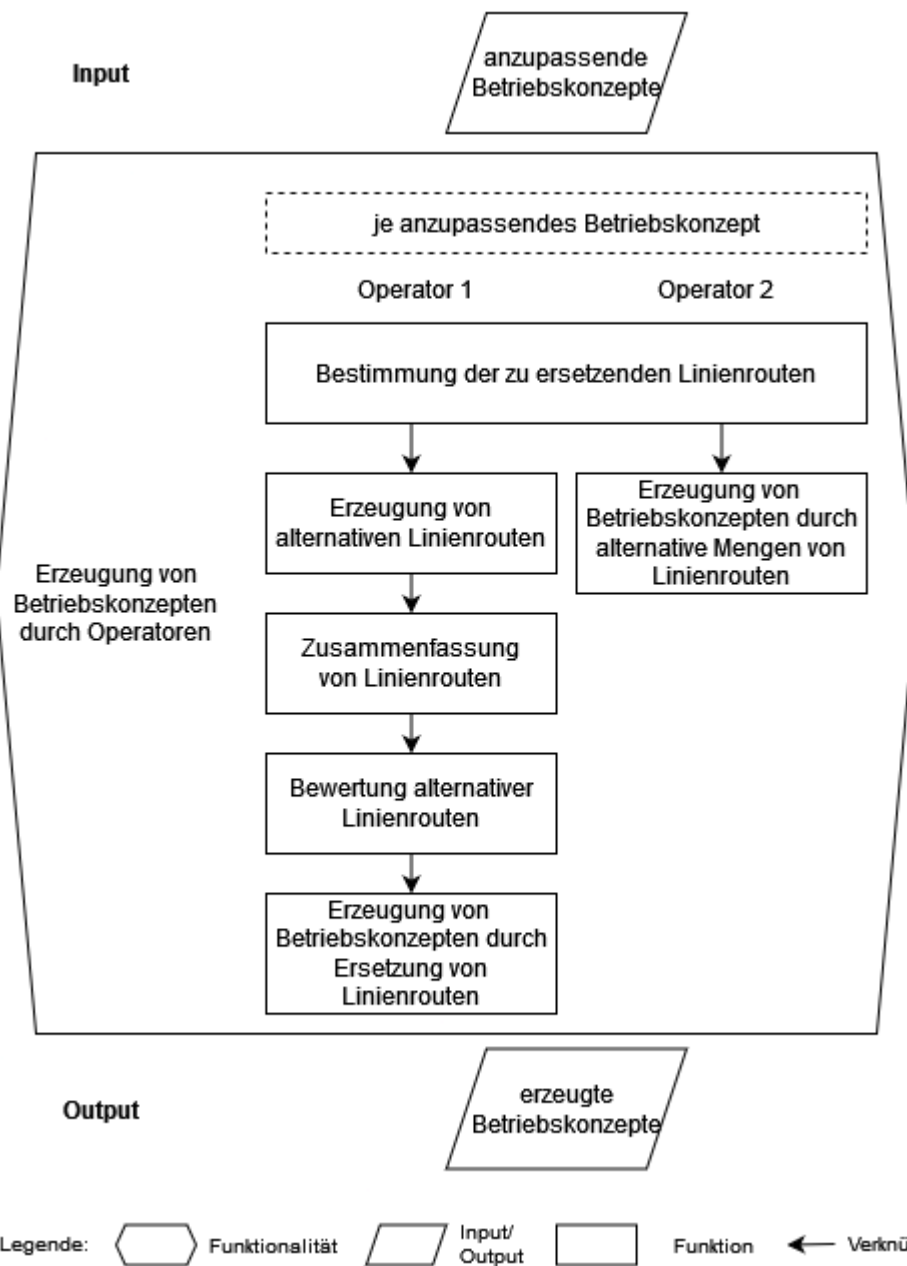 Input
anzupassende
Betriebskonzepte
je anzupassendes Betriebskonzept
Operator 1
Operator 2
Bestimmung der zu ersetzenden Linienrouten
Erzeugung von
alternativen Linienrouten
Erzeugung von
Betriebskonzepten durch
alternative Mengen von
Linienrouten
Erzeugung von
Betriebskonzepten
durch Operatoren
Zusammenfassung
von Linienrouten
Bewertung alternativer
Linienrouten
Erzeugung von
Betriebskonzepten durch
Ersetzung von
Linienrouten
Output
erzeugte
Betriebskonzepte
Legende:
Funktionalität
Input/
Output
Funktion